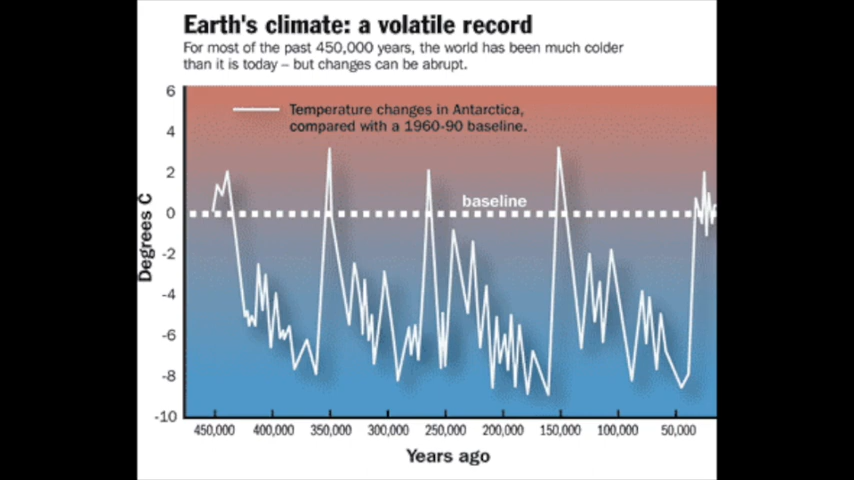 Earth's climate: a volatile record
For most of the past 450,000 years, the world has been much colder
than it is today – but changes can be abrupt.
6
Temperature changes in Antarctica,
compared with a 1960-90 baseline.
4
2
baseline
0
-2
-4
-6
-8
-10
Degrees C
450,000 400,000 350,000 300,000 250,000 200,000 150,000 100,000 50,000
Years ago